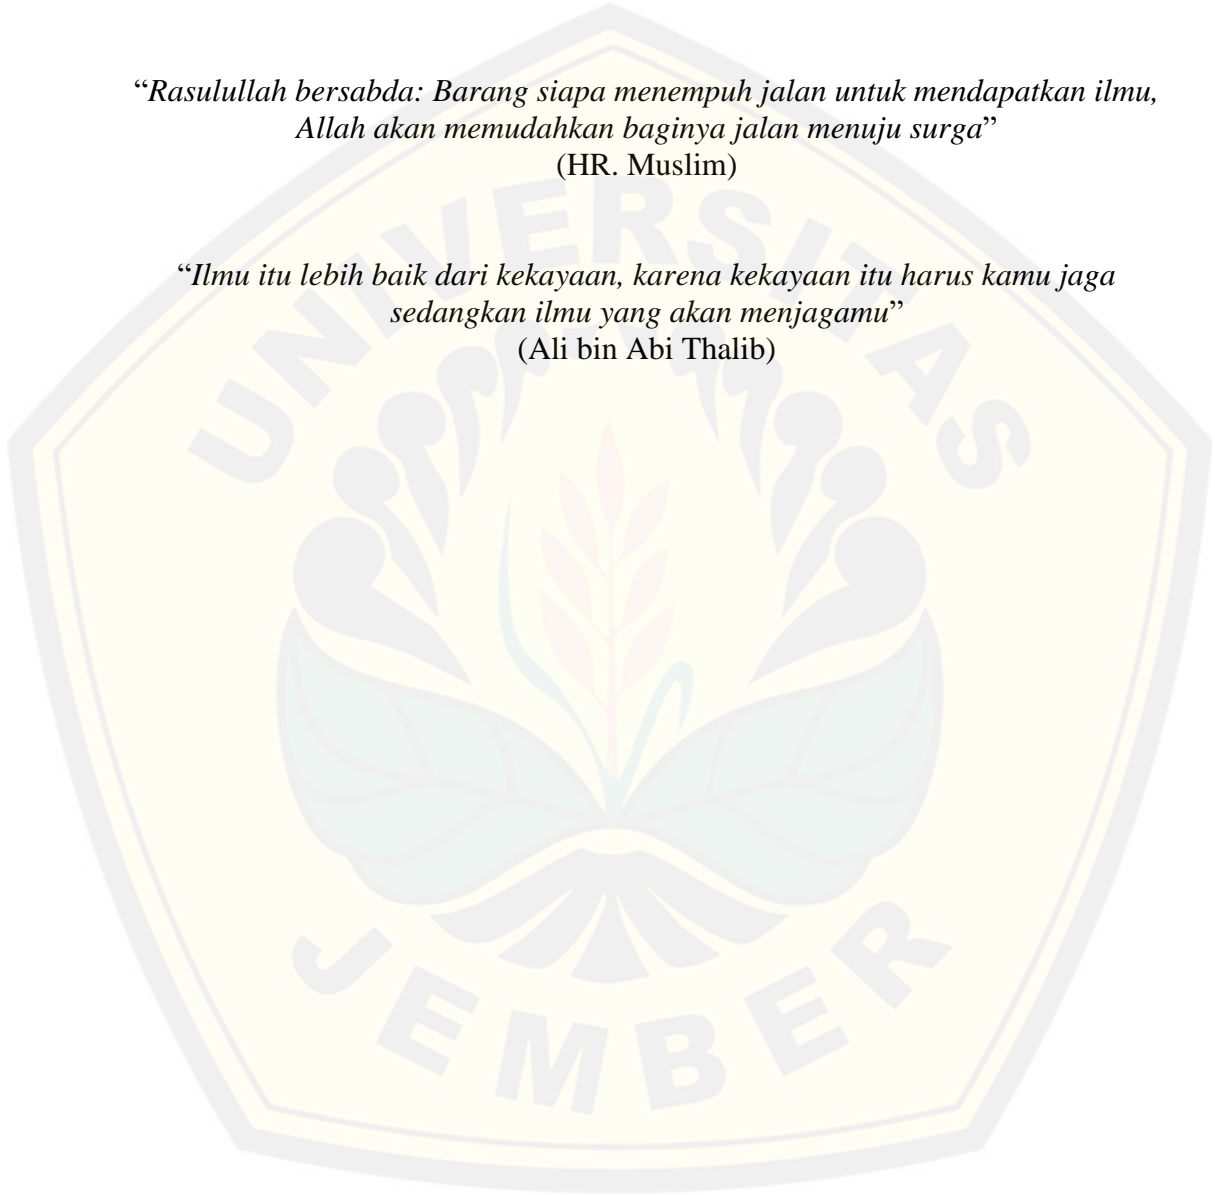 “Rasulullah bersabda: Barang siapa menempuh jalan untuk mendapatkan ilmu,
Allah akan memudahkan baginya jalan menuju surga”
(HR. Muslim)
“Ilmu itu lebih baik dari kekayaan, karena kekayaan itu harus kamu jaga
sedangkan ilmu yang akan menjagamu”
(Ali bin Abi Thalib)
UNIVERSITAS
JEMBER